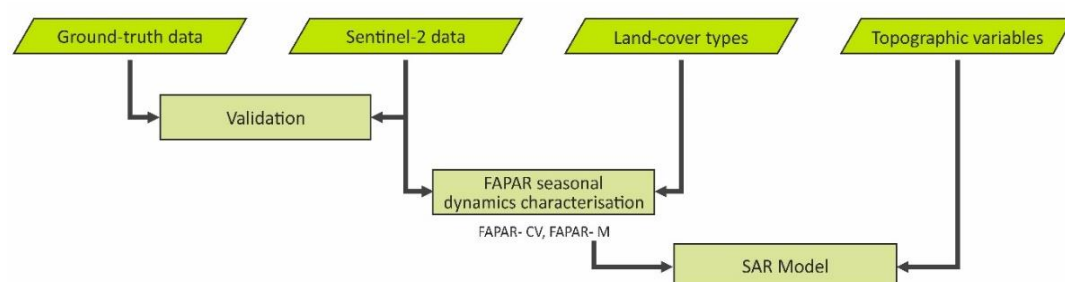 Ground-truth data
Sentinel-2 data
Land-cover types
Topographic variables
Validation
FAPAR seasonal
dynamics characterisation
FAPAR- CV, FAPAR- M
SAR Model